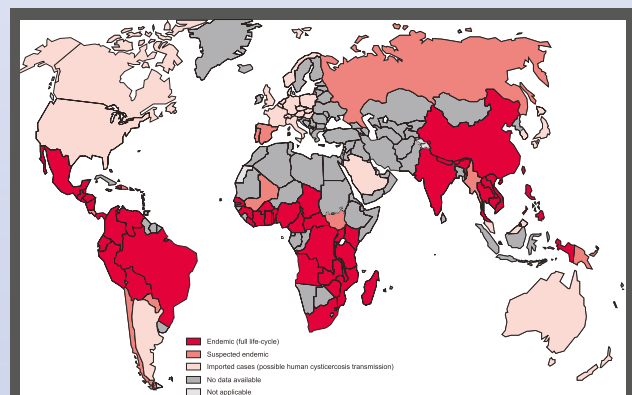 Endemic (full life-cycle)
Suspected endemic
Imported cases (possible human cysticercosis transmission)
No data available
Not applicable